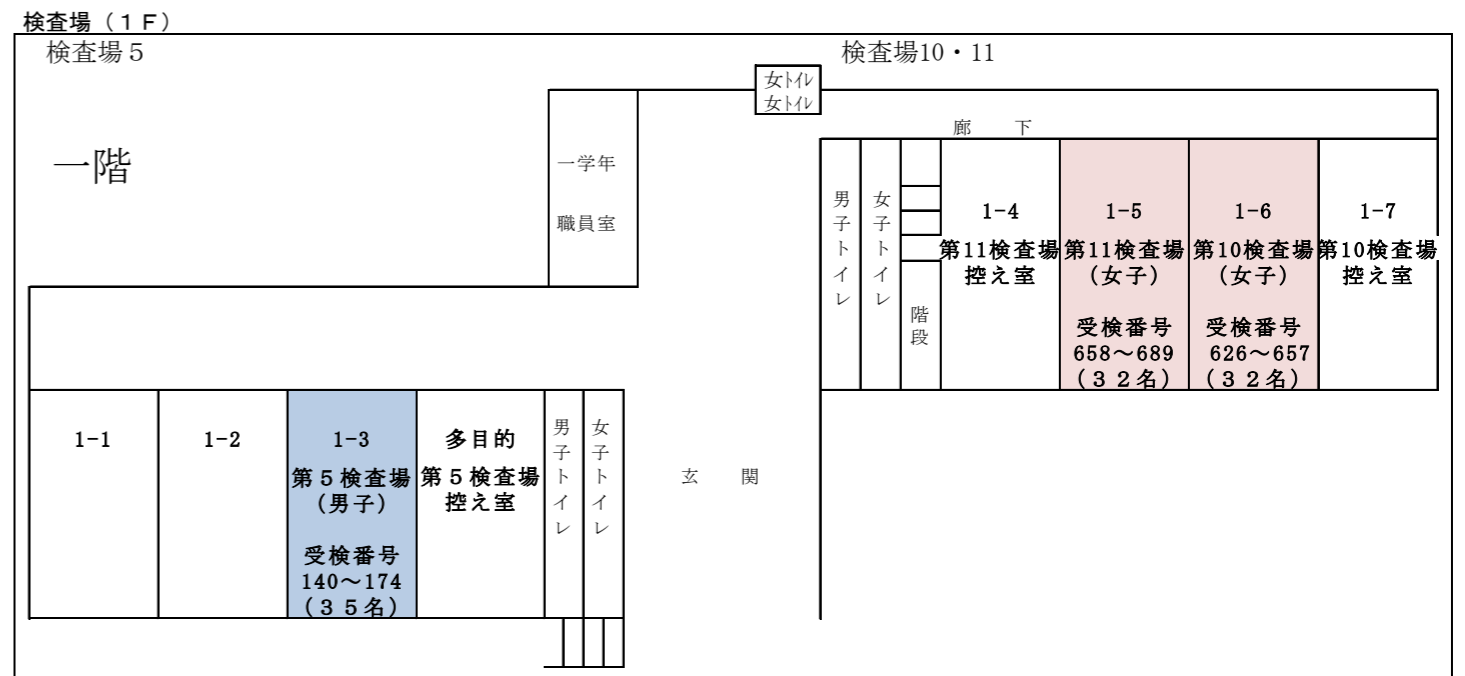 検査場（１Ｆ）
検査場５
検査場10・11
女ﾄｲﾚ
女ﾄｲﾚ
廊　下
一階
一学年
職員室
男子トイレ
女子トイレ
階段
1-4
第11検査場
控え室
1-5
第11検査場
(女子)
受検番号
658～689
(３２名)
1-6
第10検査場
(女子)
受検番号
626～657
(３２名)
1-7
第10検査場
控え室
1-1
1-2
1-3
第５検査場
(男子)
受検番号
140～174
(３５名)
多目的
第５検査場
控え室
男子トイレ
女子トイレ
玄　関